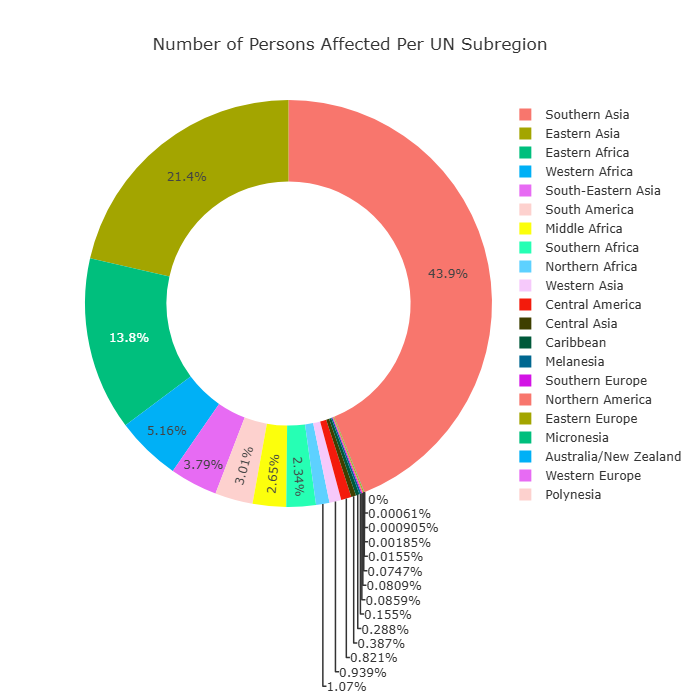 Number of Persons Affected Per UN Subregion
Southern Asia
Eastern Asia
Eastern Africa
Western Africa
South-Eastern Asia
South America
Middle Africa
Southern Africa
Northern Africa
Western Asia
Central America
Central Asia
Caribbean
Melanesia
Southern Europe
Northern America
Eastern Europe
Micronesia
Australia/New Zealand
Western Europe
Polynesia
21.4%
43.9%
13.8%
5.16%
3.79%
3.01%
2.65%
2.34%
0%
0.00061%
0.000905%
0.00185%
0.0155%
0.0747%
0.0809%
0.0859%
0.155%
0.288%
0.387%
0.821%
0.939%
1.07%